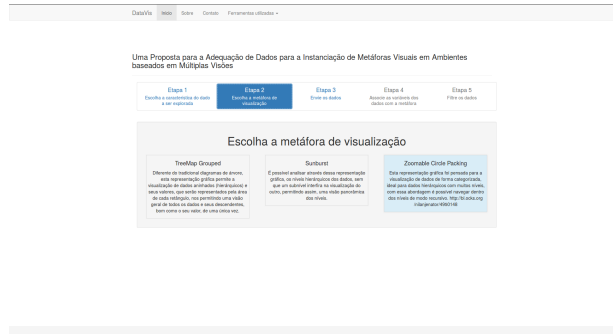 DataVis Início Sobre Contato Ferramentas utilizadas
Uma Proposta para a Adequação de Dados para a Instanciação de Metáforas Visuais em Ambientes
baseados em Múltiplas Visões
Etapa 1
Escolha a característica do dado
a ser explorada
Etapa 2
Escolha a metáfora de
visualização
Etapa 3
Envie os dados
Etapa 4
Associe as variáveis dos
dados com a metáfora
Etapa 5
Filtre os dados
Escolha a metáfora de visualização
TreeMap Grouped
Diferente do tradicional diagramas de árvore,
esta representação gráfica permite a
visualização de dados aninhados (hierárquicos) e
seus valores, que serão representados pela área
de cada retângulo, nos permitindo uma visão
geral de todos os dados e seus descendentes,
bem como o seu valor, de uma única vez.
Sunburst
É possível analisar através dessa representação
gráfica, os níveis hierárquicos dos dados, sem
que um subnível interfira na visualização do
outro, permitindo assim, uma visão panorâmica
dos níveis.
Zoomable Circle Packing
Esta representação gráfica foi pensada para a
visualização de dados de forma categorizada,
ideal para dados hierárquicos com muitos níveis,
com essa abordagem é possível navegar dentro
dos níveis de modo recursivo. http://bl.ocks.org